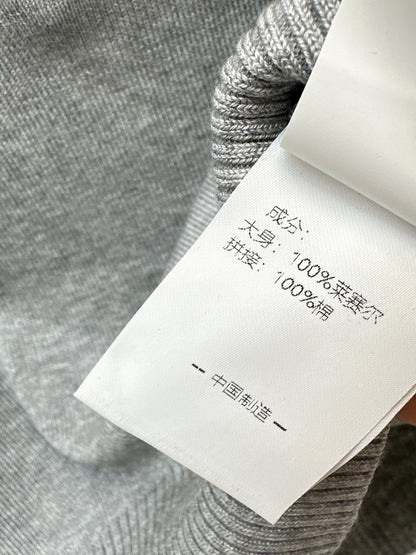 成分：
大身：100%莱赛尔
拼接：100%棉
– 中国制造 –